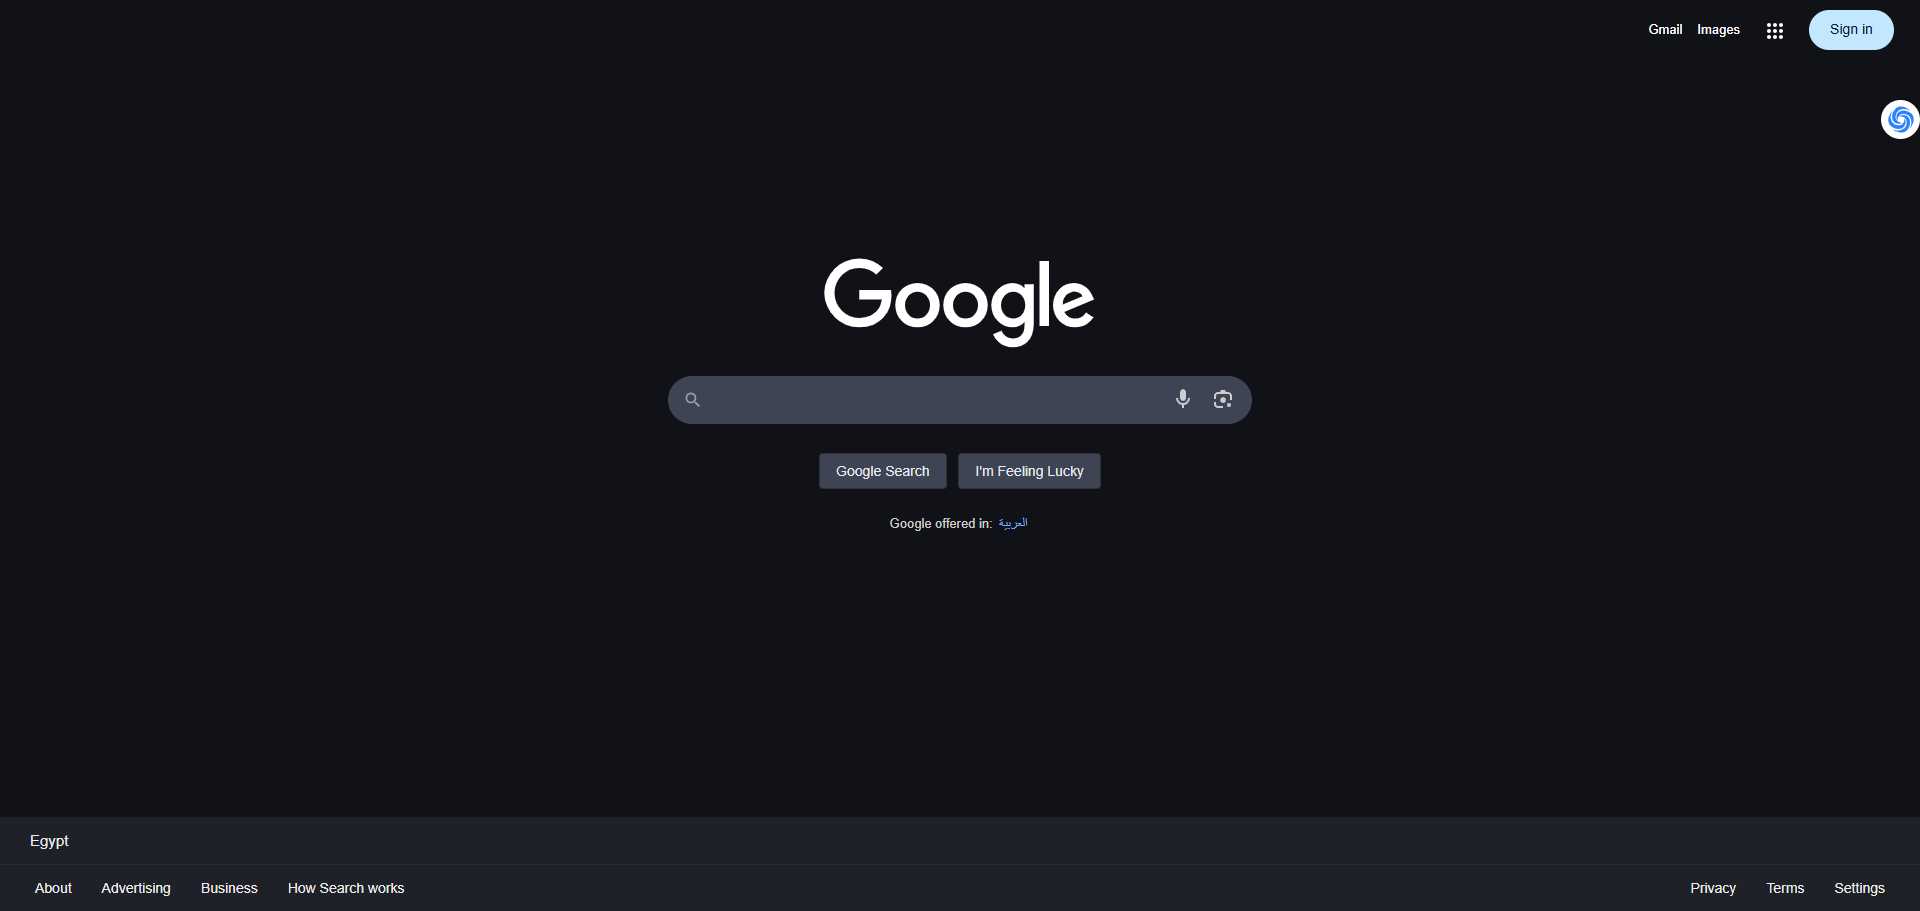 Gmail Images Sign in
Google
Google Search I'm Feeling Lucky
Google offered in: العربية
Egypt
About Advertising Business How Search works Privacy Terms Settings